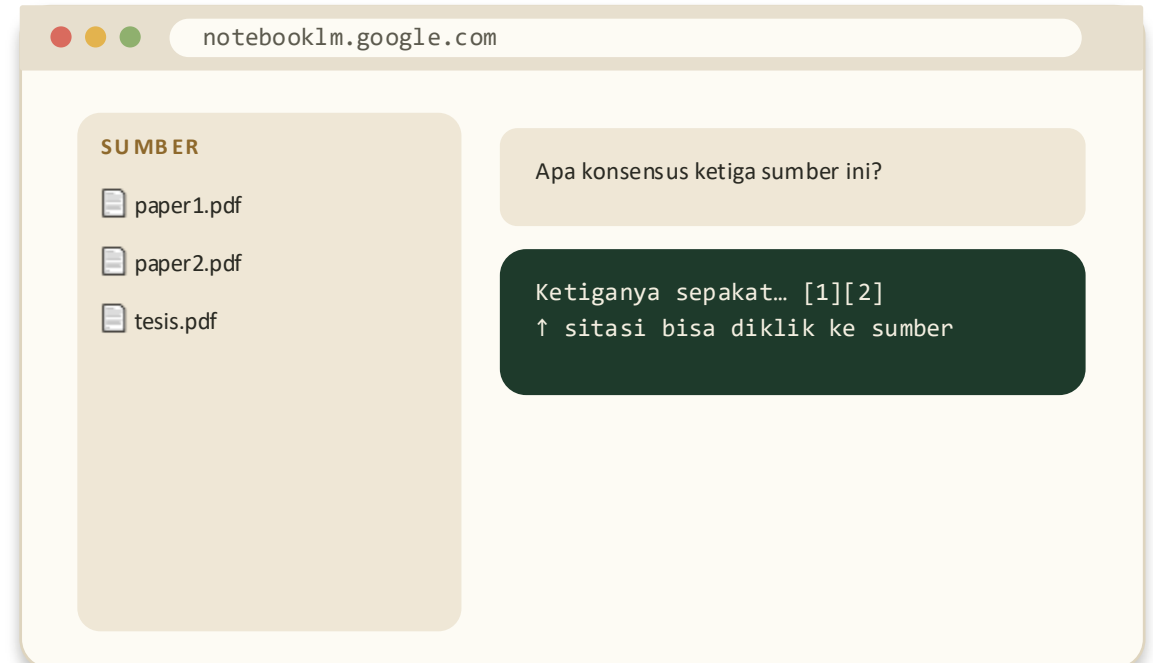 notebooklm.google.com
SUMBER
paper1.pdf
paper2.pdf
tesis.pdf
Apa konsensus ketiga sumber ini?
Ketiganya sepakat… [1][2]
↑ sitasi bisa diklik ke sumber